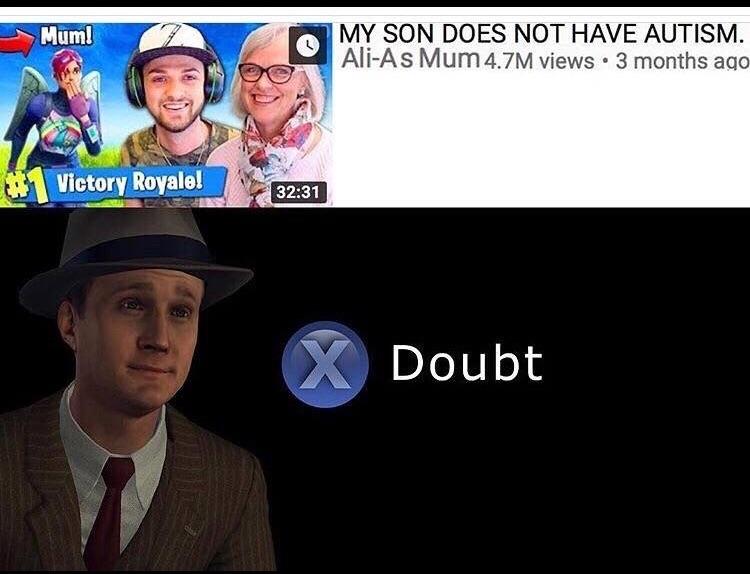 Mum!
MY SON DOES NOT HAVE AUTISM.
Ali-As Mum 4.7M views • 3 months ago
#1 Victory Royale!
32:31
X Doubt